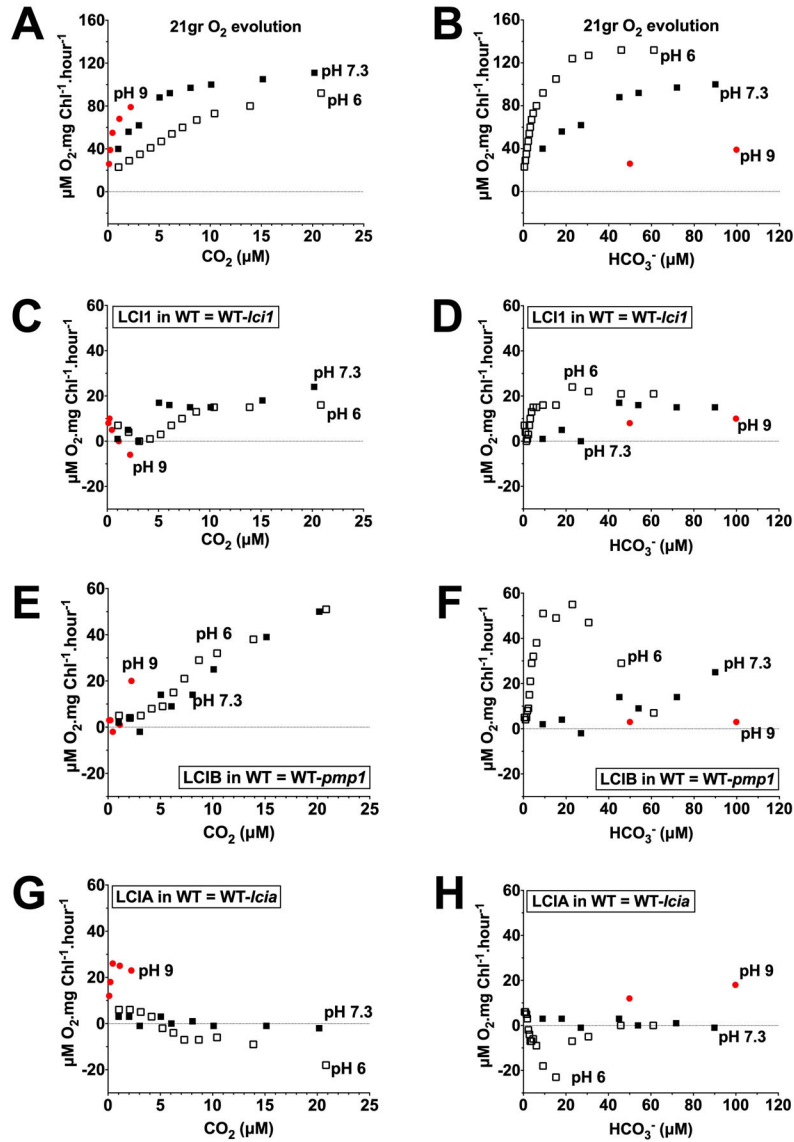 A
21gr O2 evolution
µM O2.mg Chl-1.hour-1
160
120
80
40
0
pH 9
pH 7.3
pH 6
0 5 10 15 20 25
CO2 (µM)
B
21gr O2 evolution
µM O2.mg Chl-1.hour-1
160
120
80
40
0
pH 6
pH 7.3
pH 9
0 20 40 60 80 100 120
HCO3- (µM)
C
LCI1 in WT = WT-lci1
µM O2.mg Chl-1.hour-1
60
40
20
0
-20
pH 7.3
pH 6
pH 9
0 5 10 15 20 25
CO2 (µM)
D
LCI1 in WT = WT-lci1
µM O2.mg Chl-1.hour-1
60
40
20
0
-20
pH 6
pH 9
pH 7.3
0 20 40 60 80 100 120
HCO3- (µM)
E
µM O2.mg Chl-1.hour-1
60
40
20
0
-20
pH 6
pH 9
pH 7.3
LCIB in WT = WT-pmp1
0 5 10 15 20 25
CO2 (µM)
F
µM O2.mg Chl-1.hour-1
60
40
20
0
-20
pH 6
pH 7.3
pH 9
LCIB in WT = WT-pmp1
0 20 40 60 80 100 120
HCO3- (µM)
G
LCIA in WT = WT-lcia
µM O2.mg Chl-1.hour-1
60
40
20
0
-20
pH 9
pH 7.3
pH 6
0 5 10 15 20 25
CO2 (µM)
H
LCIA in WT = WT-lcia
µM O2.mg Chl-1.hour-1
60
40
20
0
-20
pH 9
pH 7.3
pH 6
0 20 40 60 80 100 120
HCO3- (µM)